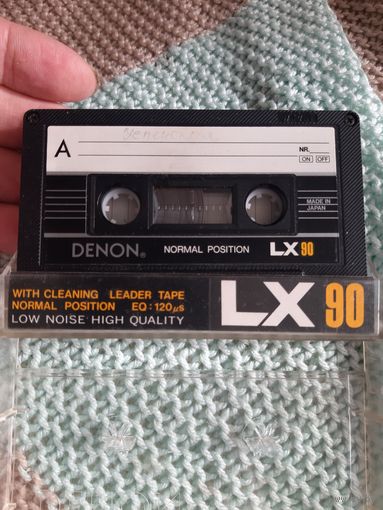 A
NR.
ON OFF
MADE IN
JAPAN
DENON® NORMAL POSITION LX 90
WITH CLEANING LEADER TAPE
NORMAL POSITION EQ: 120µs
LOW NOISE HIGH QUALITY
LX 90